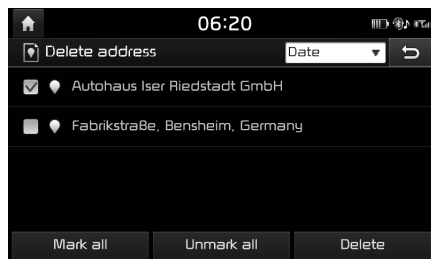 06:20
Delete address Date
Autohaus Iser Riedstadt GmbH
Fabrikstraße, Bensheim, Germany
Mark all Unmark all Delete